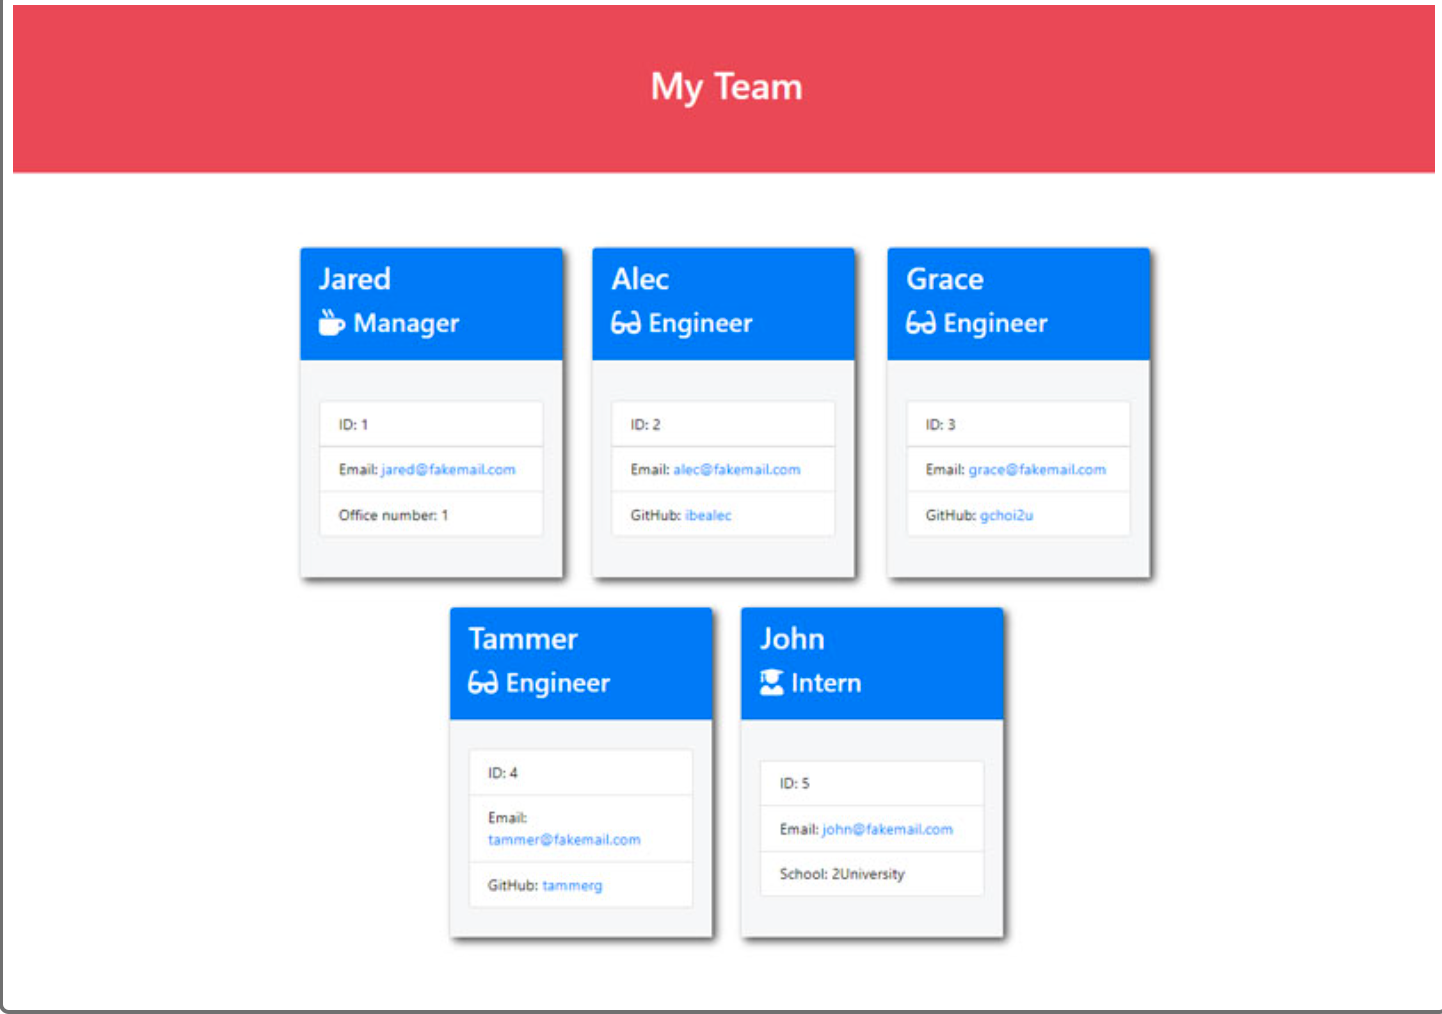 My Team
Jared
Manager
ID: 1
Email: jared@fakemail.com
Office number: 1
Alec
Engineer
ID: 2
Email: alec@fakemail.com
GitHub: ibealec
Grace
Engineer
ID: 3
Email: grace@fakemail.com
GitHub: gchoi2u
Tammer
Engineer
ID: 4
Email:
tammer@fakemail.com
GitHub: tammerg
John
Intern
ID: 5
Email: john@fakemail.com
School: 2University